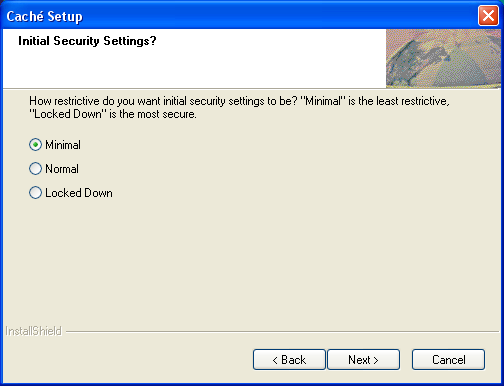 Caché Setup
Initial Security Settings?
How restrictive do you want initial security settings to be? "Minimal" is the least restrictive,
"Locked Down" is the most secure.
Minimal
Normal
Locked Down
InstallShield
< Back Next > Cancel